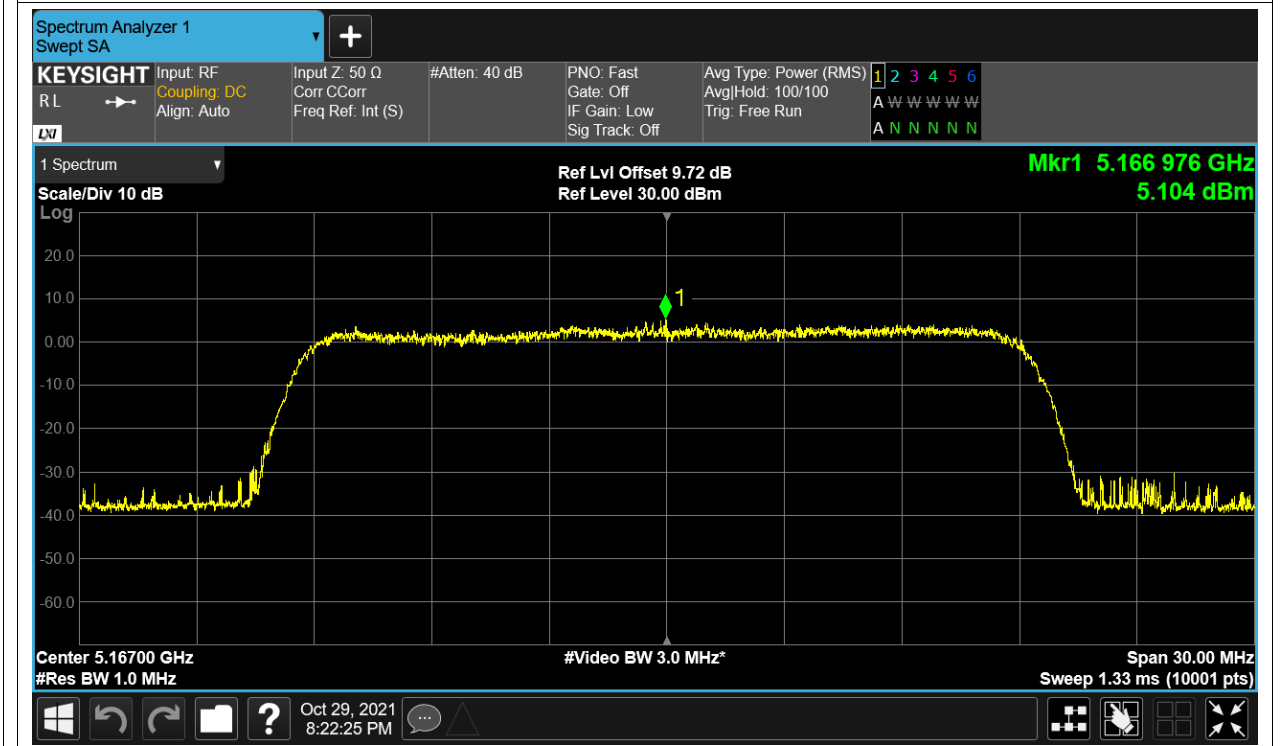 Spectrum Analyzer 1
Swept SA
KEYSIGHT
R L
LXI
Input: RF
Coupling: DC
Align: Auto
Input Z: 50 Ω
Corr CCorr
Freq Ref: Int (S)
#Atten: 40 dB
PNO: Fast
Gate: Off
IF Gain: Low
Sig Track: Off
Avg Type: Power (RMS)
Avg|Hold: 100/100
Trig: Free Run
1 2 3 4 5 6
A W W W W W
A N N N N N
1 Spectrum
Scale/Div 10 dB
Ref Lvl Offset 9.72 dB
Ref Level 30.00 dBm
Mkr1 5.166 976 GHz
5.104 dBm
Log
20.0
10.0
1
0.00
-10.0
-20.0
-30.0
-40.0
-50.0
-60.0
Center 5.16700 GHz
#Res BW 1.0 MHz
#Video BW 3.0 MHz*
Span 30.00 MHz
Sweep 1.33 ms (10001 pts)
?
Oct 29, 2021
8:22:25 PM